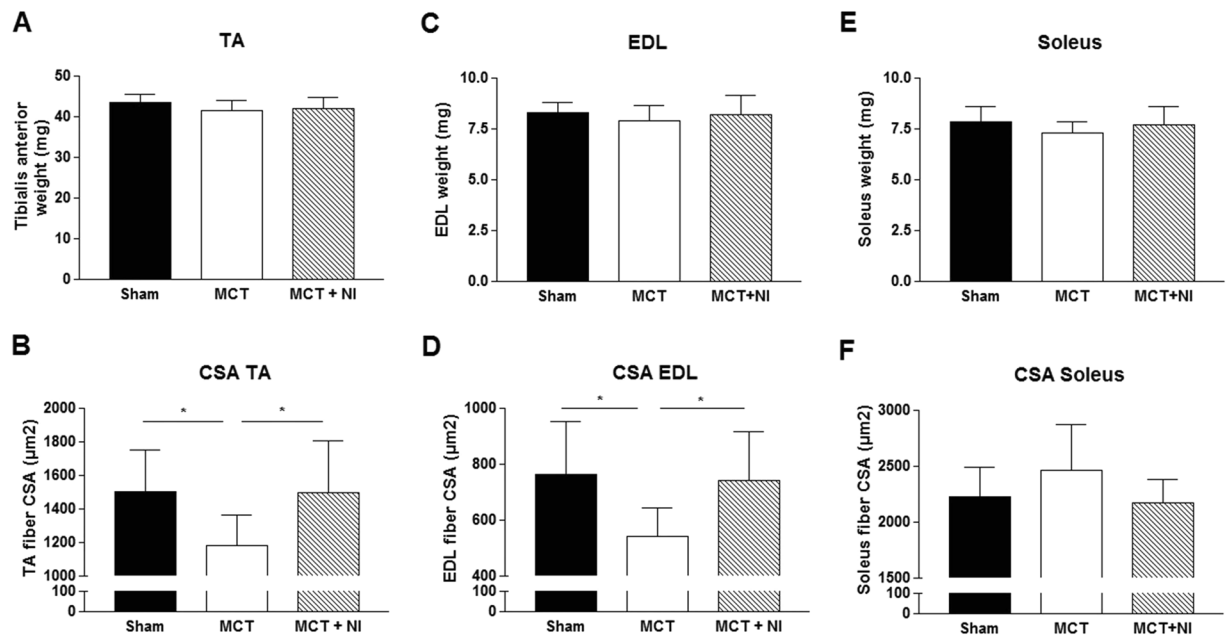 A
TA
Tibialis anterior
weight (mg)
50
40
30
20
10
0
Sham
MCT
MCT + NI
C
EDL
EDL weight (mg)
10.0
7.5
5.0
2.5
0.0
Sham
MCT
MCT+NI
E
Soleus
Soleus weight (mg)
10.0
7.5
5.0
2.5
0.0
Sham
MCT
MCT+NI
B
CSA TA
TA fiber CSA (µm2)
2000
1800
1600
1400
1200
1000
100
0
*
*
Sham
MCT
MCT + NI
D
CSA EDL
EDL fiber CSA (µm2)
1000
800
600
400
100
0
*
*
Sham
MCT
MCT + NI
F
CSA Soleus
Soleus fiber CSA (µm2)
3000
2500
2000
1500
100
0
Sham
MCT
MCT+NI